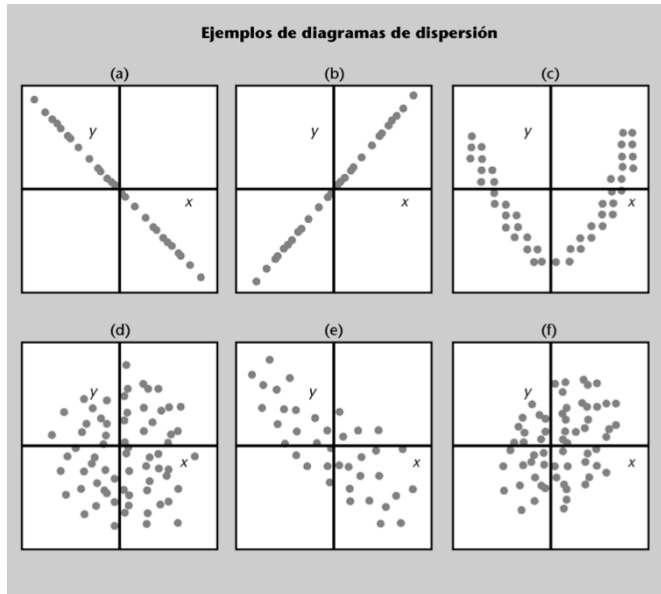 Ejemplos de diagramas de dispersión
(a) (b) (c)
y y y
x x x
(d) (e) (f)
y y y
x x x